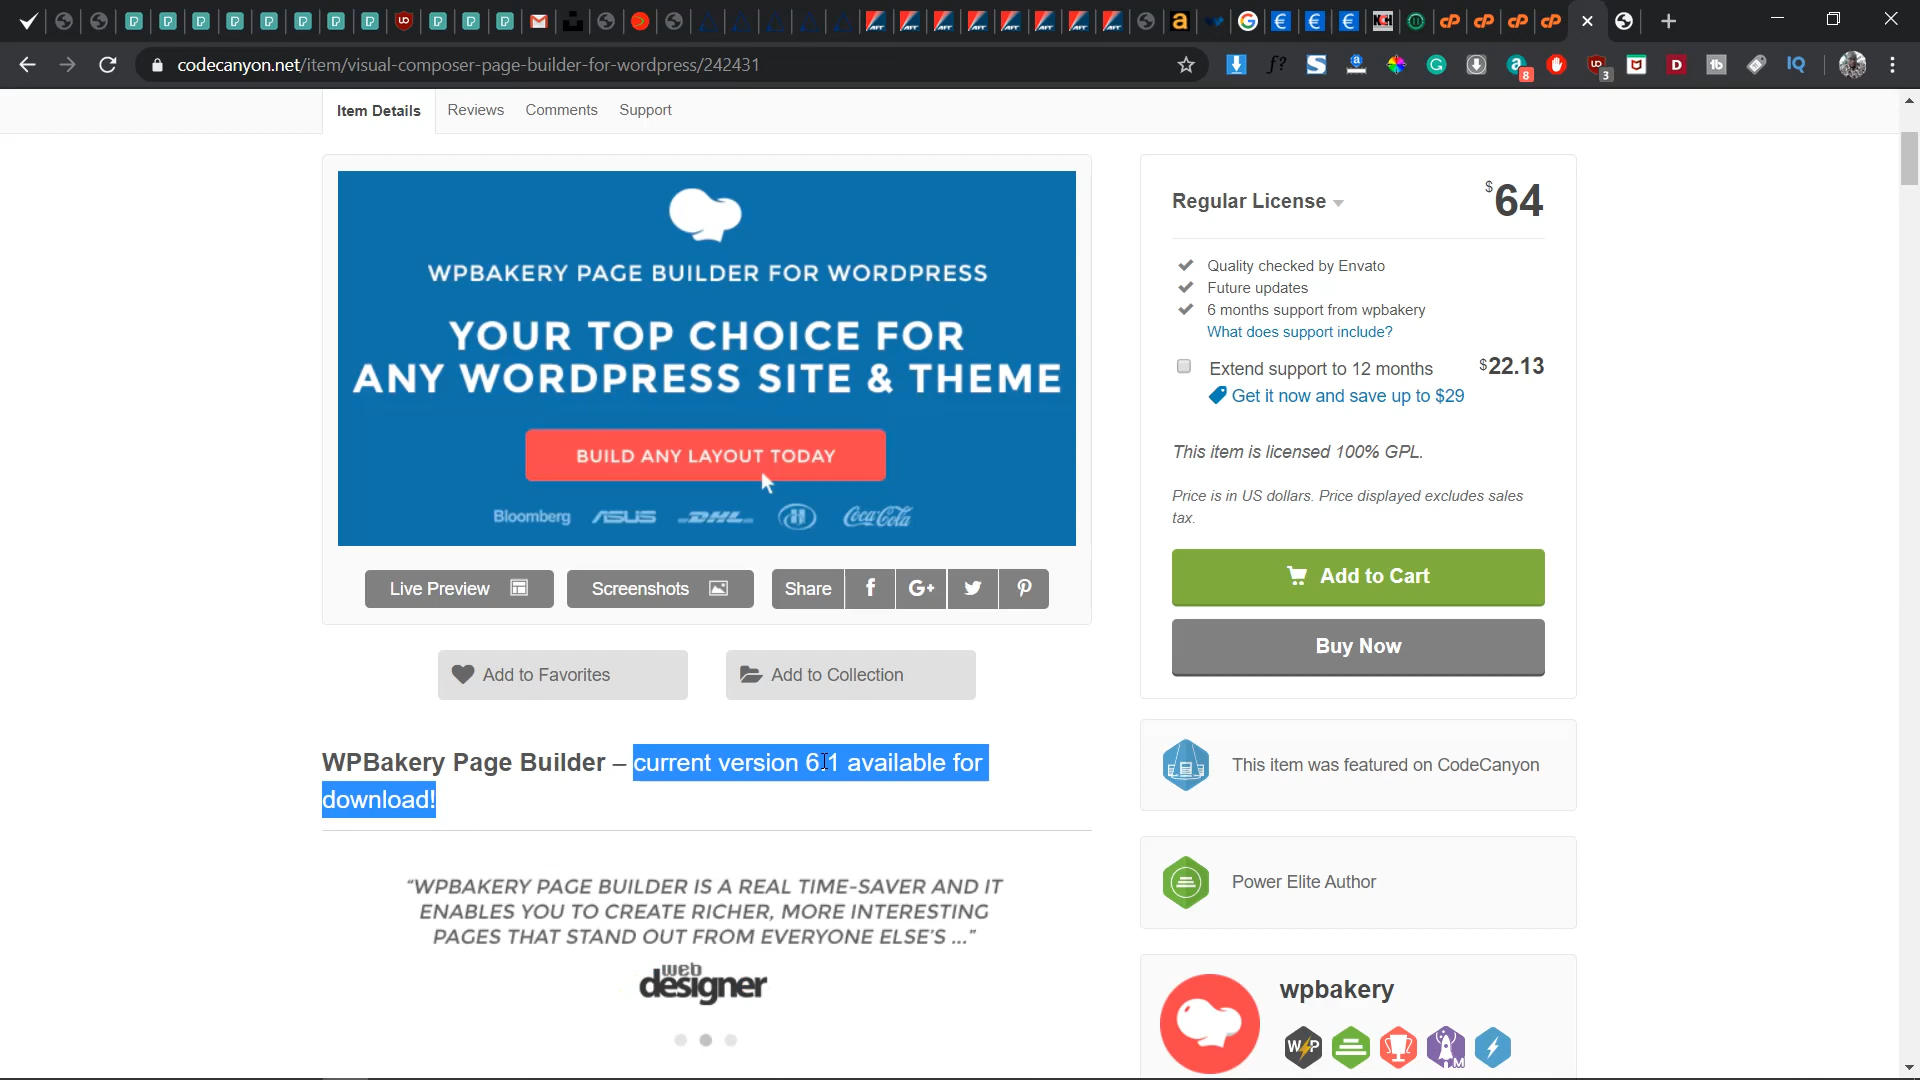 codecanyon.net/item/visual-composer-page-builder-for-wordpress/242431
Item Details
Reviews
Comments
Support
WPBAKERY PAGE BUILDER FOR WORDPRESS
YOUR TOP CHOICE FOR
ANY WORDPRESS SITE & THEME
BUILD ANY LAYOUT TODAY
Bloomberg ASUS DHL Coca-Cola
Live Preview
Screenshots
Share
Add to Favorites
Add to Collection
WPBakery Page Builder – current version 6.1 available for
download!
“WPBAKERY PAGE BUILDER IS A REAL TIME-SAVER AND IT
ENABLES YOU TO CREATE RICHER, MORE INTERESTING
PAGES THAT STAND OUT FROM EVERYONE ELSE’S ...”
web
designer
Regular License
$64
Quality checked by Envato
Future updates
6 months support from wpbakery
What does support include?
Extend support to 12 months
$22.13
Get it now and save up to $29
This item is licensed 100% GPL.
Price is in US dollars. Price displayed excludes sales
tax.
Add to Cart
Buy Now
This item was featured on CodeCanyon
Power Elite Author
wpbakery